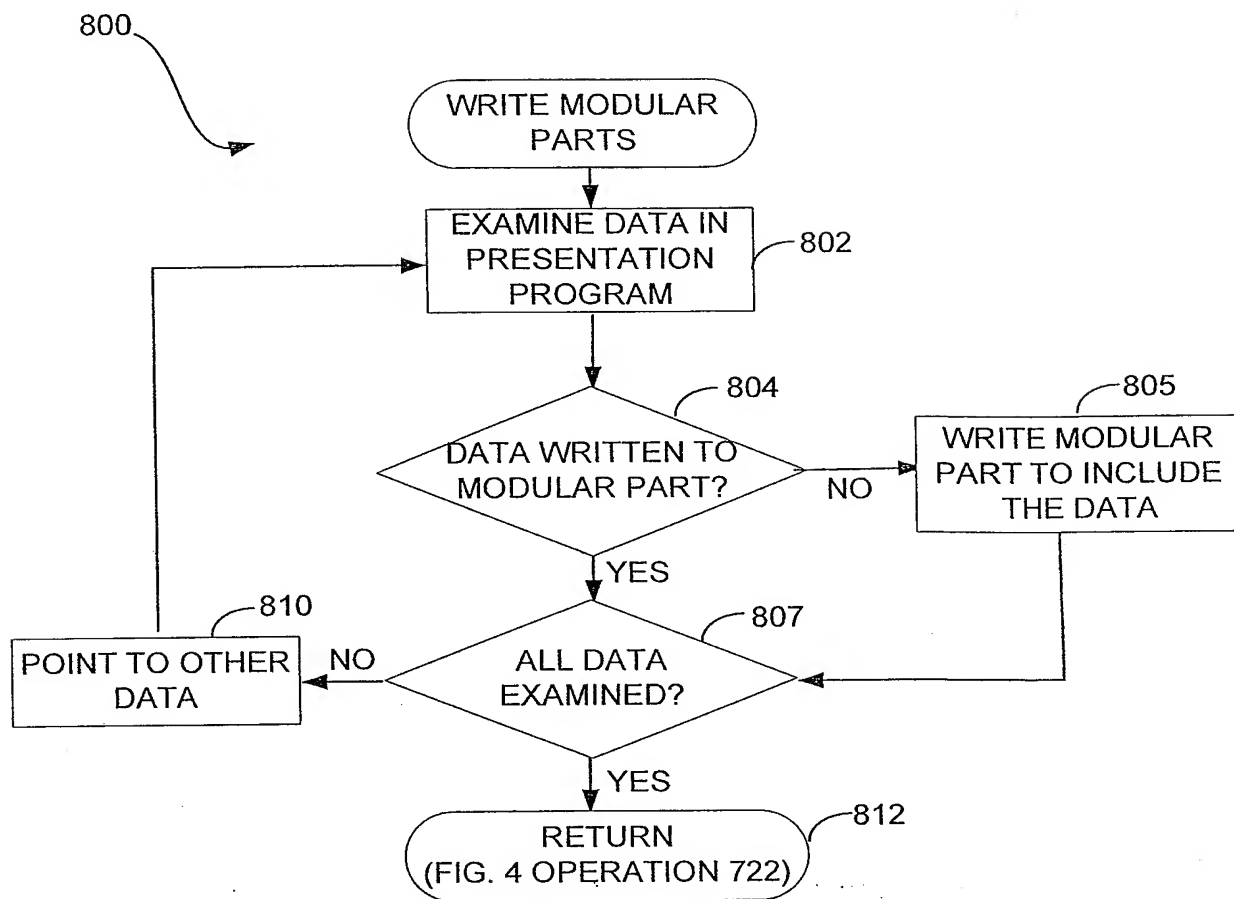 800
WRITE MODULAR
PARTS
EXAMINE DATA IN
PRESENTATION
PROGRAM
802
804
DATA WRITTEN TO
MODULAR PART?
NO
805
WRITE MODULAR
PART TO INCLUDE
THE DATA
YES
810
POINT TO OTHER
DATA
NO
807
ALL DATA
EXAMINED?
YES
812
RETURN
(FIG. 4 OPERATION 722)